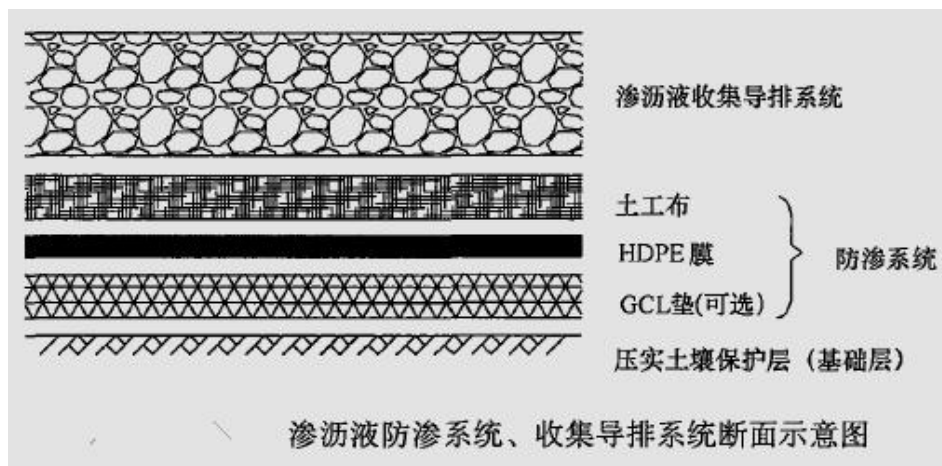 渗沥液收集导排系统
土工布
HDPE膜
防渗系统
GCL垫(可选)
压实土壤保护层（基础层）
渗沥液防渗系统、收集导排系统断面示意图